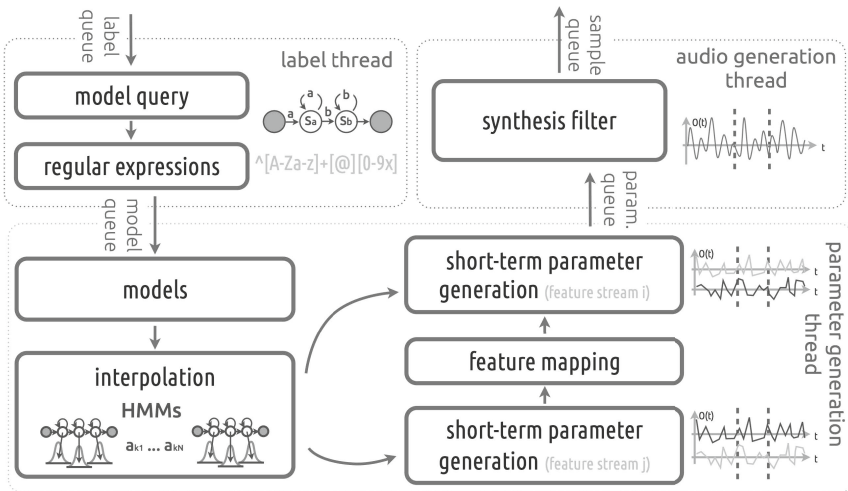 label
queue
label thread
model query
a
b
a
Sa
b
Sb
regular expressions
^[A-Za-z]+[@][0-9x]
model
queue
models
interpolation
HMMs
ak1 ... akN
sample
queue
audio generation
thread
synthesis filter
O(t)
t
param.
queue
short-term parameter
generation (feature stream i)
O(t)
t
t
feature mapping
short-term parameter
generation (feature stream j)
O(t)
t
t
parameter generation
thread